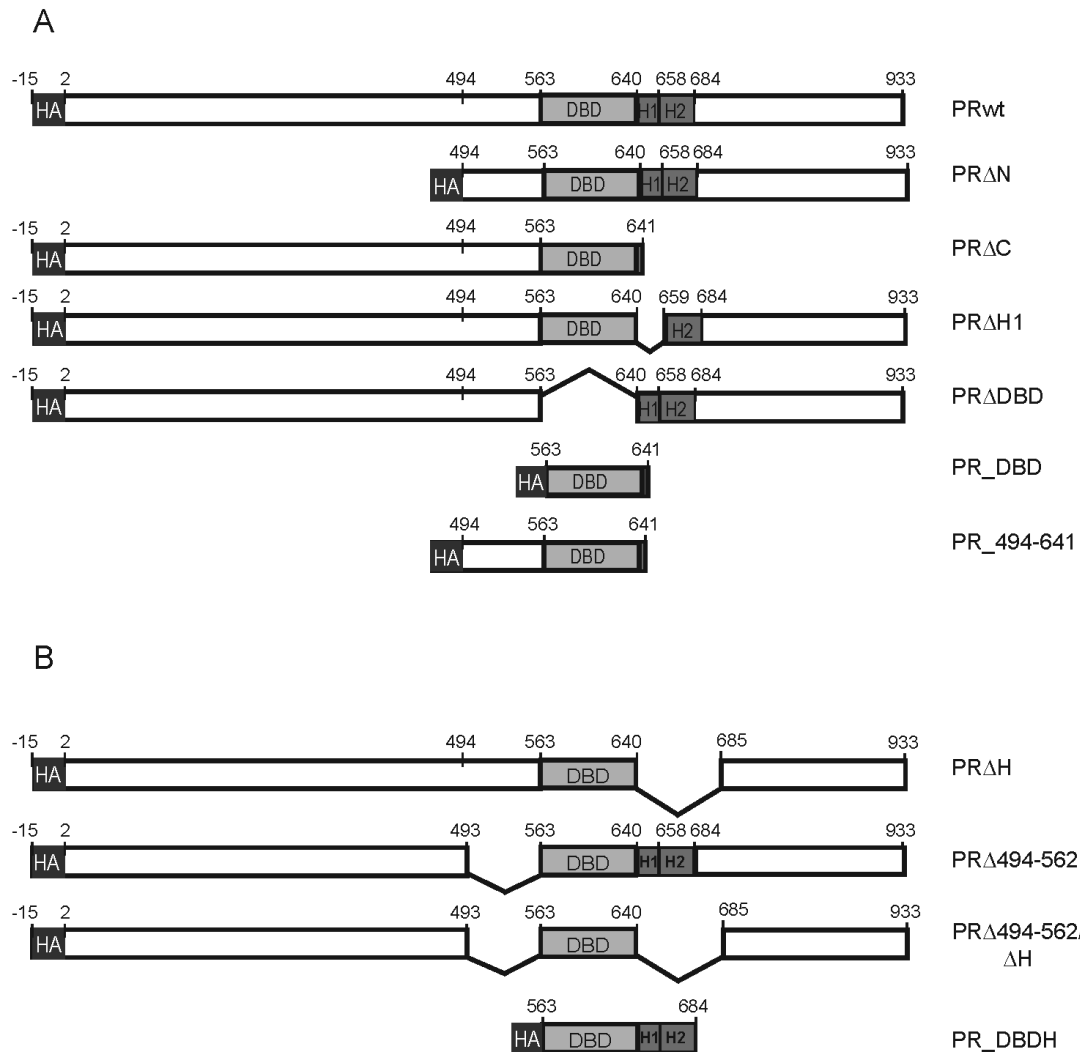 A
-15 2 494 563 640 658 684 933
HA DBD H1 H2 PRwt
494 563 640 658 684 933
HA DBD H1 H2 PRΔN
-15 2 494 563 641
HA DBD PRΔC
-15 2 494 563 640 659 684 933
HA DBD H2 PRΔH1
-15 2 494 563 640 658 684 933
HA H1 H2 PRΔDBD
563 641
HA DBD PR_DBD
494 563 641
HA DBD PR_494-641
B
-15 2 494 563 640 685 933
HA DBD PRΔH
-15 2 493 563 640 658 684 933
HA DBD H1 H2 PRΔ494-562
-15 2 493 563 640 685 933
HA DBD PRΔ494-562/
ΔH
563 684
HA DBD H1 H2 PR_DBDH